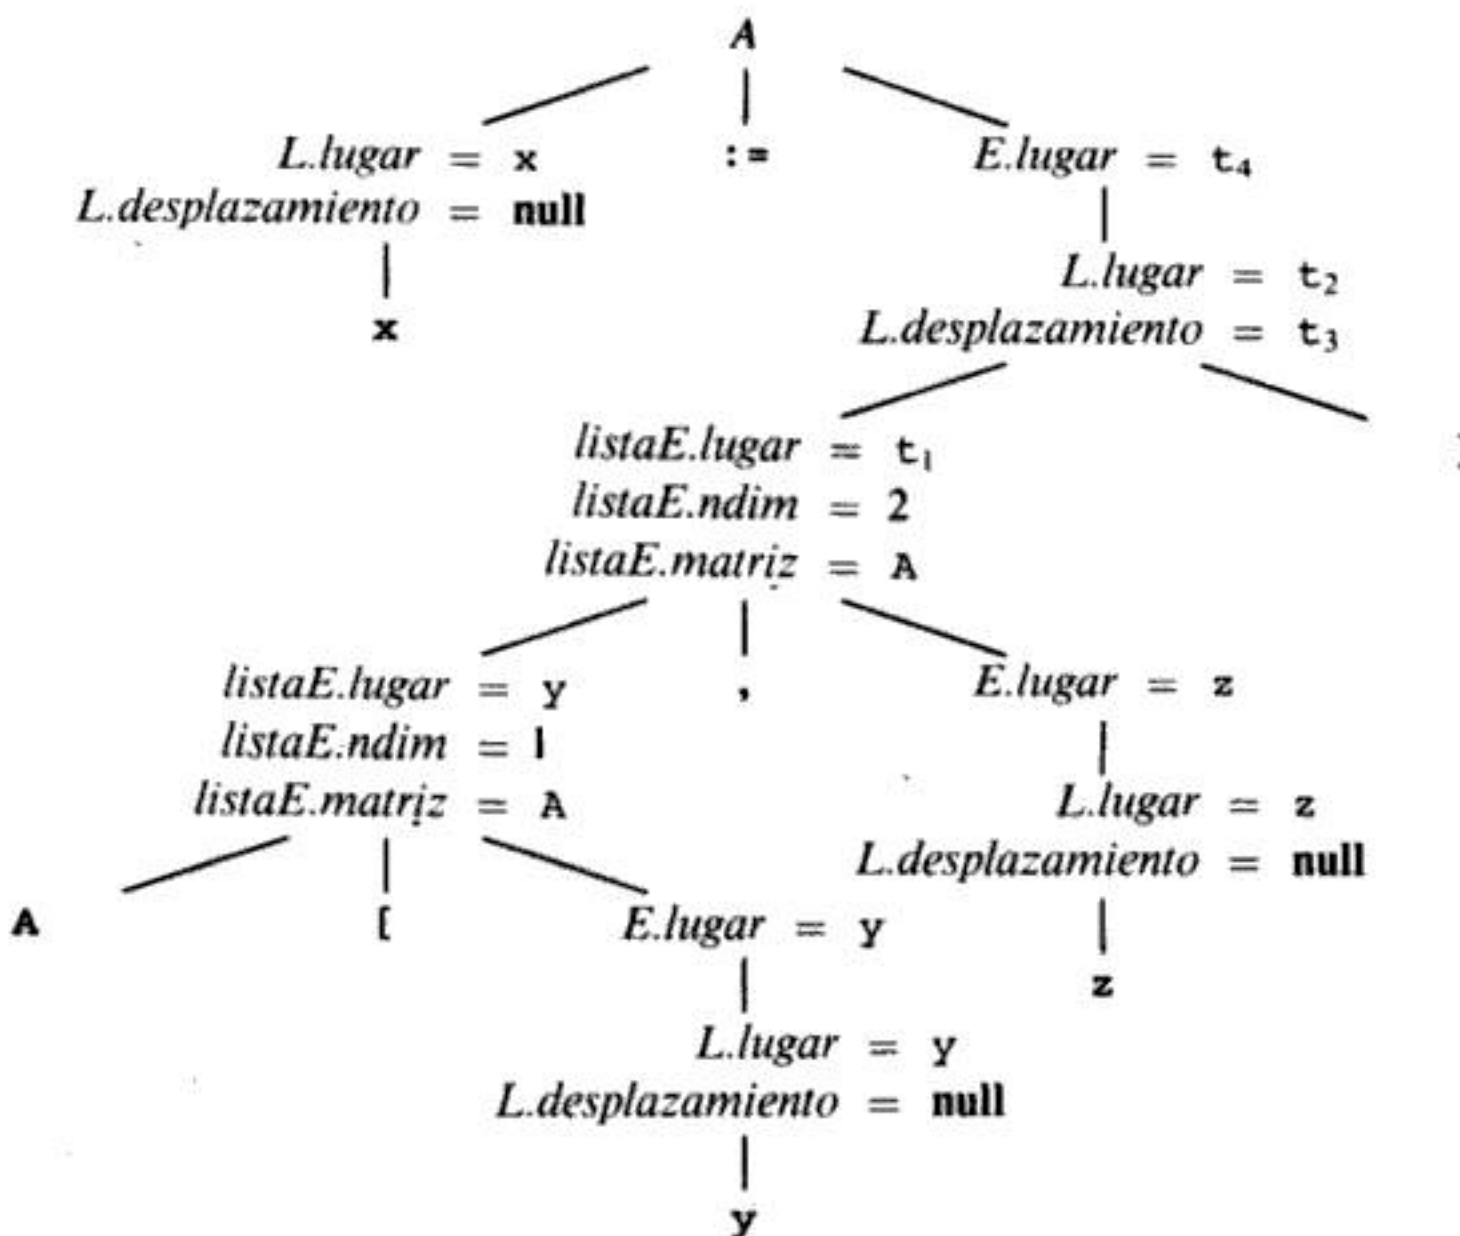 A
L.lugar = x := E.lugar = t₄
L.desplazamiento = null
L.lugar = t₂
x
L.desplazamiento = t₃
listaE.lugar = t₁
listaE.ndim = 2
listaE.matriz = A
listaE.lugar = y , E.lugar = z
listaE.ndim = 1
listaE.matriz = A L.lugar = z
L.desplazamiento = null
A [ E.lugar = y
z
L.lugar = y
L.desplazamiento = null
y